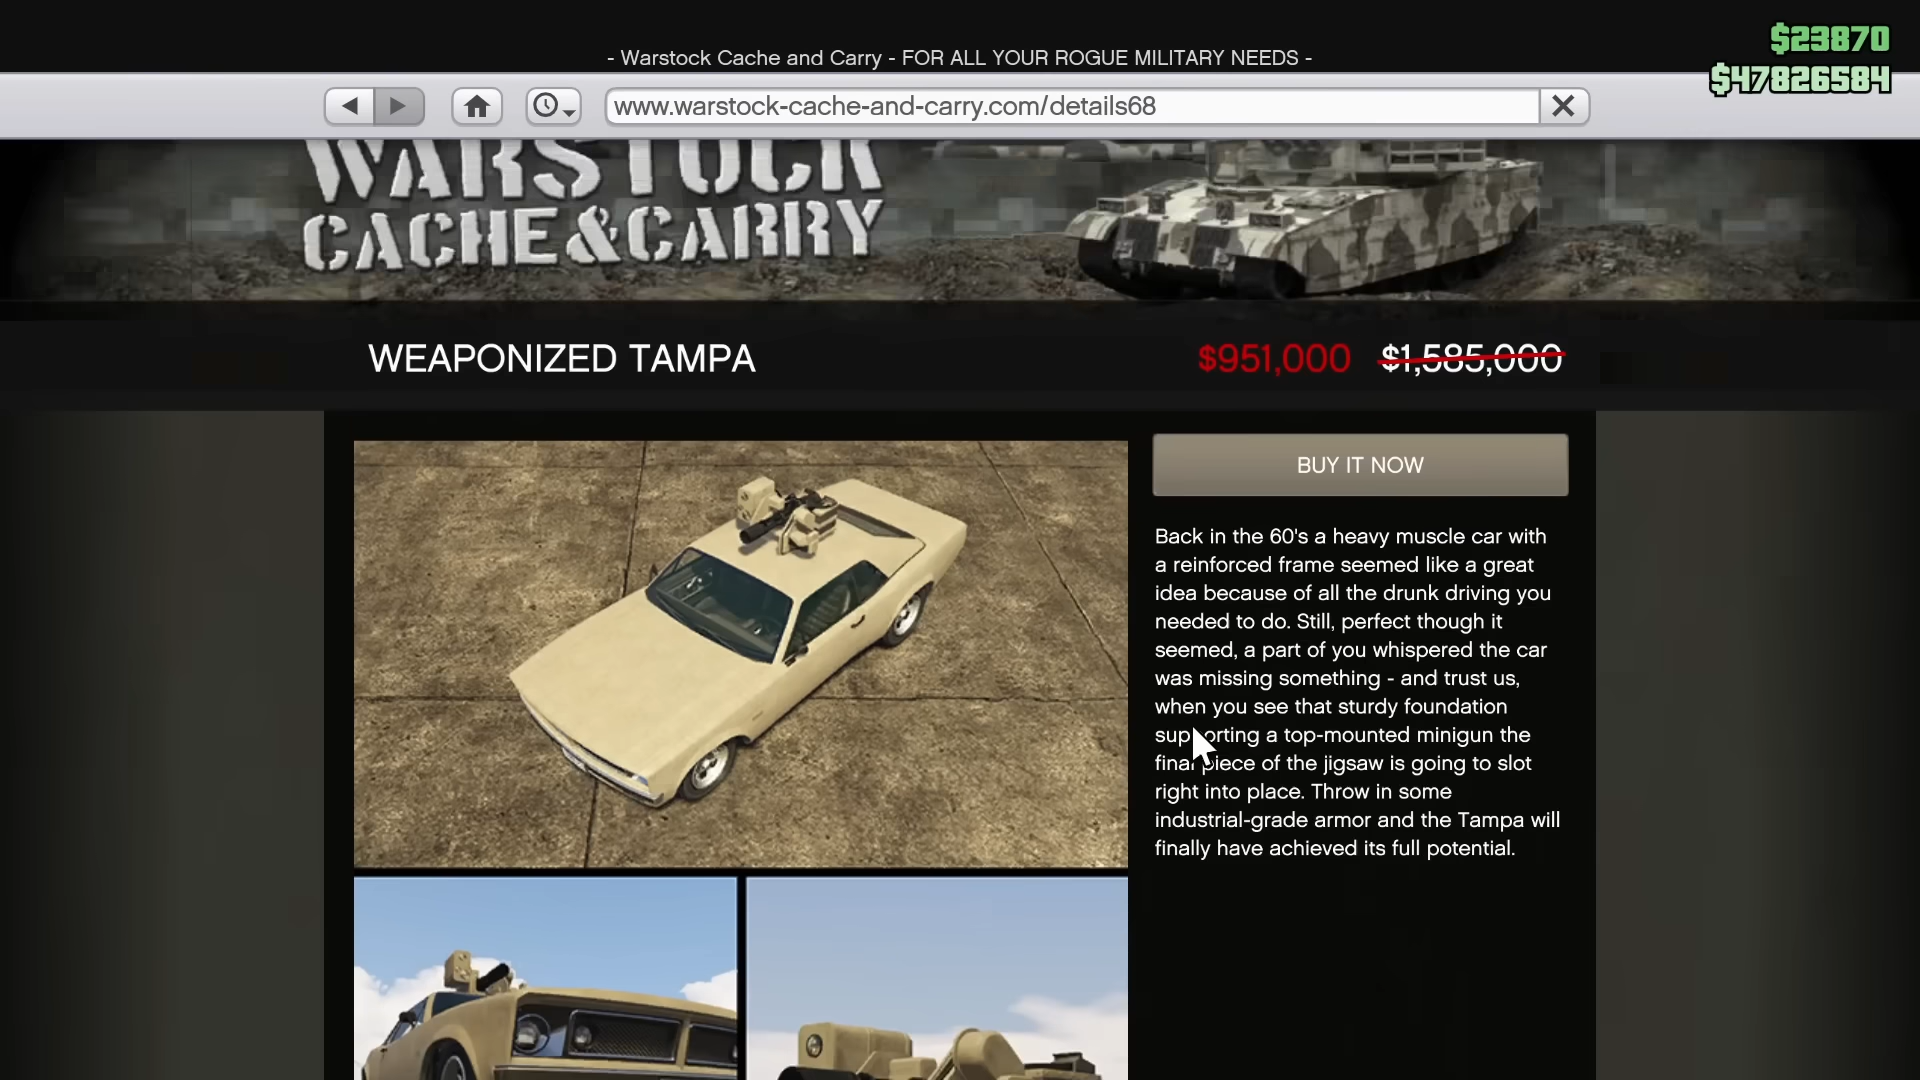 $23870
- Warstock Cache and Carry - FOR ALL YOUR ROGUE MILITARY NEEDS -
$47826584
www.warstock-cache-and-carry.com/details68
WARSTOCK
CACHE&CARRY
WEAPONIZED TAMPA
$951,000 $1,585,000
BUY IT NOW
Back in the 60's a heavy muscle car with
a reinforced frame seemed like a great
idea because of all the drunk driving you
needed to do. Still, perfect though it
seemed, a part of you whispered the car
was missing something - and trust us,
when you see that sturdy foundation
supporting a top-mounted minigun the
final piece of the jigsaw is going to slot
right into place. Throw in some
industrial-grade armor and the Tampa will
finally have achieved its full potential.